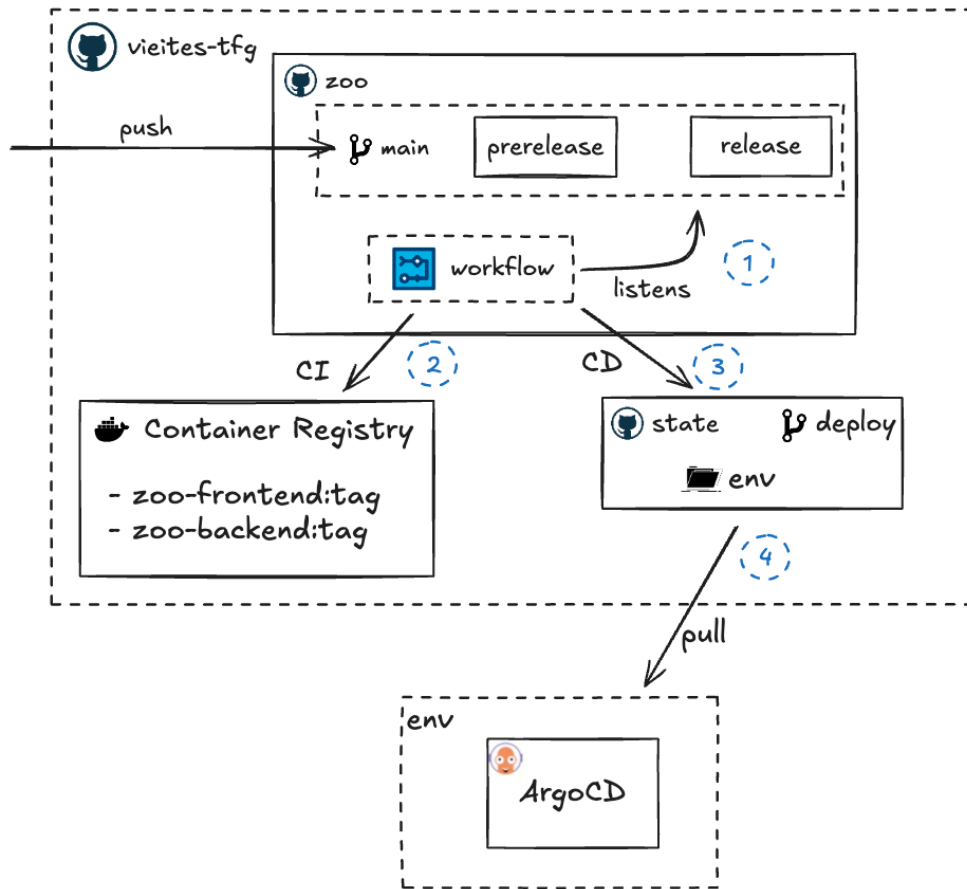 vieites-tfg
zoo
push
main
prerelease
release
workflow
listens
1
CI
2
CD
3
Container Registry
- zoo-frontend:tag
- zoo-backend:tag
state
deploy
env
4
pull
env
ArgoCD